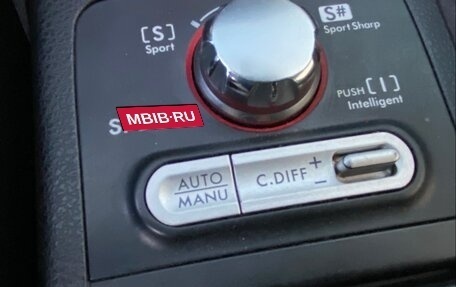 [S]
Sport
S#
Sport Sharp
PUSH [I]
Intelligent
MBIB·RU
AUTO
MANU
C.DIFF + −